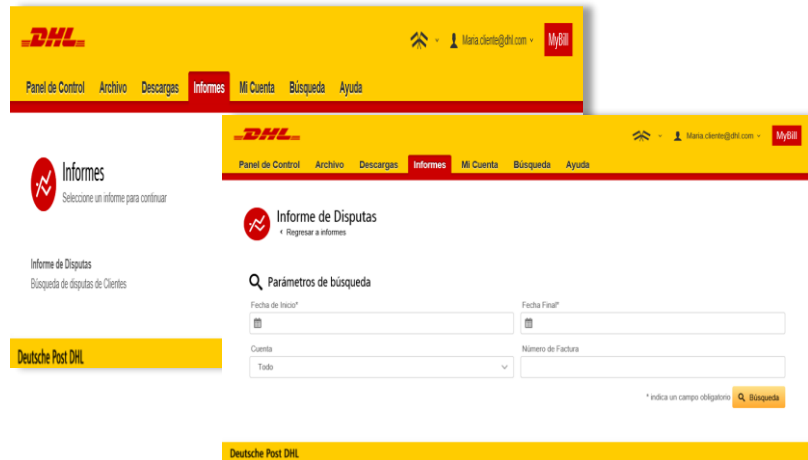 DHL
Maria.cliente@dhl.com
MyBill
Panel de Control Archivo Descargas Informes Mi Cuenta Búsqueda Ayuda
Informes
Seleccione un informe para continuar
Informe de Disputas
Búsqueda de disputas de Clientes
Deutsche Post DHL
DHL
Maria.cliente@dhl.com
MyBill
Panel de Control Archivo Descargas Informes Mi Cuenta Búsqueda Ayuda
Informe de Disputas
Regresar a informes
Parámetros de búsqueda
Fecha de Inicio* Fecha Final*
Cuenta Número de Factura
Todo
* indica un campo obligatorio Búsqueda
Deutsche Post DHL